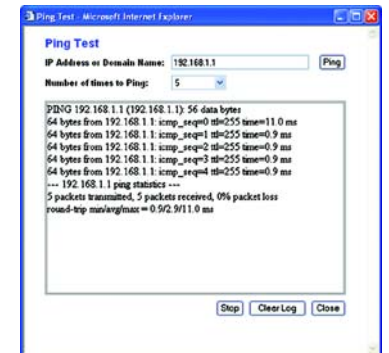 Ping Test - Microsoft Internet Explorer
Ping Test
IP Address or Domain Name: 192.168.1.1 Ping
Number of times to Ping: 5
PING 192.168.1.1 (192.168.1.1): 56 data bytes
64 bytes from 192.168.1.1: icmp_seq=0 ttl=255 time=11.0 ms
64 bytes from 192.168.1.1: icmp_seq=1 ttl=255 time=0.9 ms
64 bytes from 192.168.1.1: icmp_seq=2 ttl=255 time=0.9 ms
64 bytes from 192.168.1.1: icmp_seq=3 ttl=255 time=0.9 ms
64 bytes from 192.168.1.1: icmp_seq=4 ttl=255 time=0.9 ms
--- 192.168.1.1 ping statistics ---
5 packets transmitted, 5 packets received, 0% packet loss
round-trip min/avg/max = 0.9/2.9/11.0 ms
Stop Clear Log Close